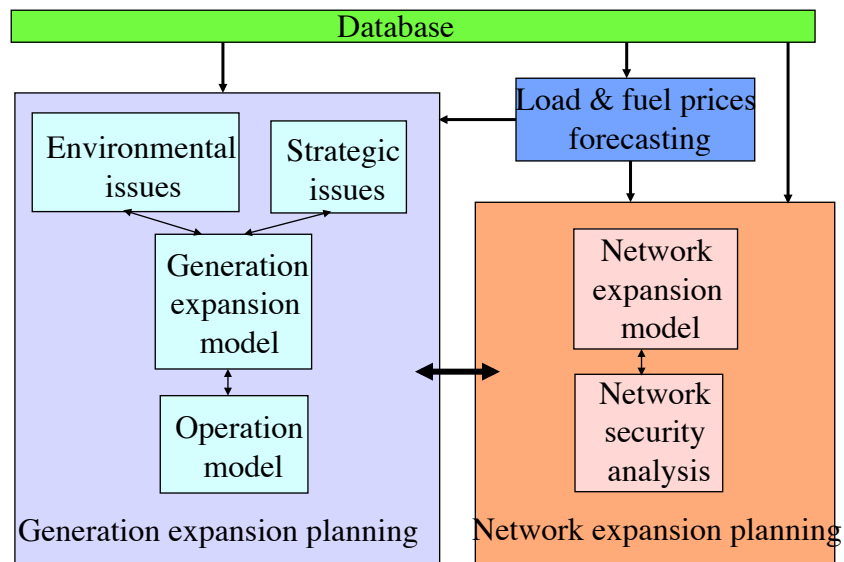 Database
Load & fuel prices
forecasting
Environmental
issues
Strategic
issues
Generation
expansion
model
Operation
model
Generation expansion planning
Network
expansion
model
Network
security
analysis
Network expansion planning